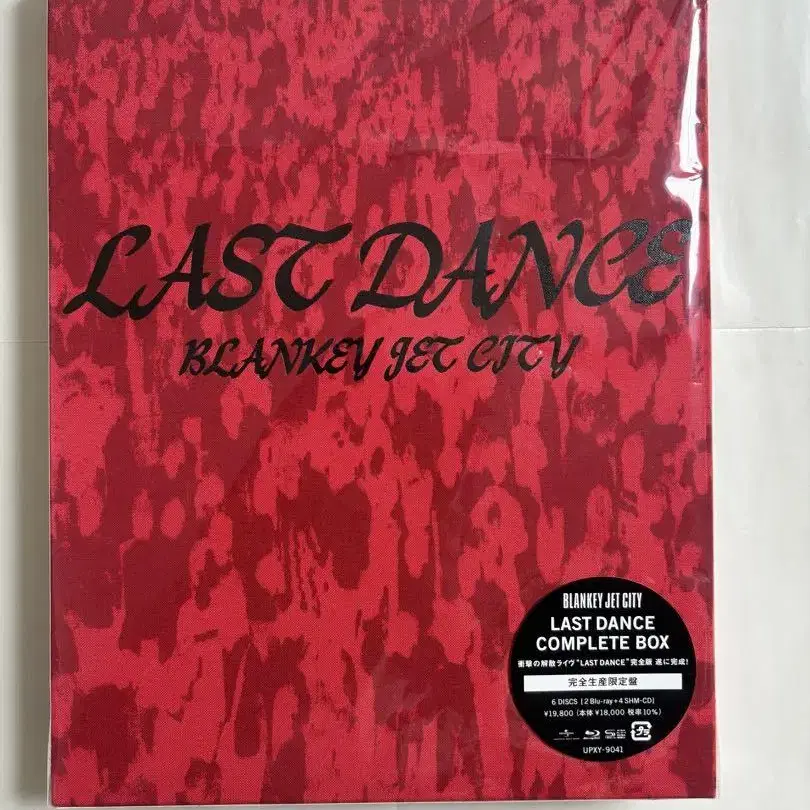 LAST DANCE
BLANKEY JET CITY
BLANKEY JET CITY
LAST DANCE
COMPLETE BOX
衝撃の解散ライヴ"LAST DANCE"完全版 遂に完成!
完全生産限定盤
6 DISCS [2 Blu-ray+4 SHM-CD]
¥19,800 (本体 ¥18,000 税率10%)
UPXY-9041